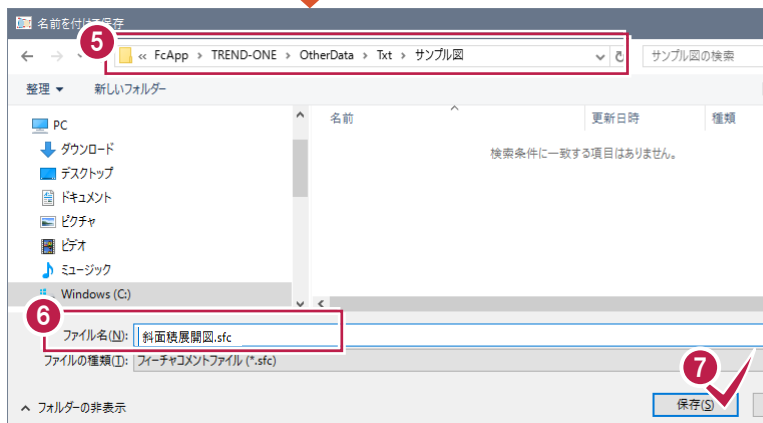 名前を付けて保存
5
« FcApp > TREND-ONE > OtherData > Txt > サンプル図
サンプル図の検索
整理 新しいフォルダー
名前 更新日時 種類
PC
検索条件に一致する項目はありません。
ダウンロード
デスクトップ
ドキュメント
ピクチャ
ビデオ
ミュージック
Windows (C:)
6
ファイル名(N): 斜面積展開図.sfc
ファイルの種類(T): フィーチャコメントファイル (*.sfc)
7
フォルダーの非表示
保存(S)